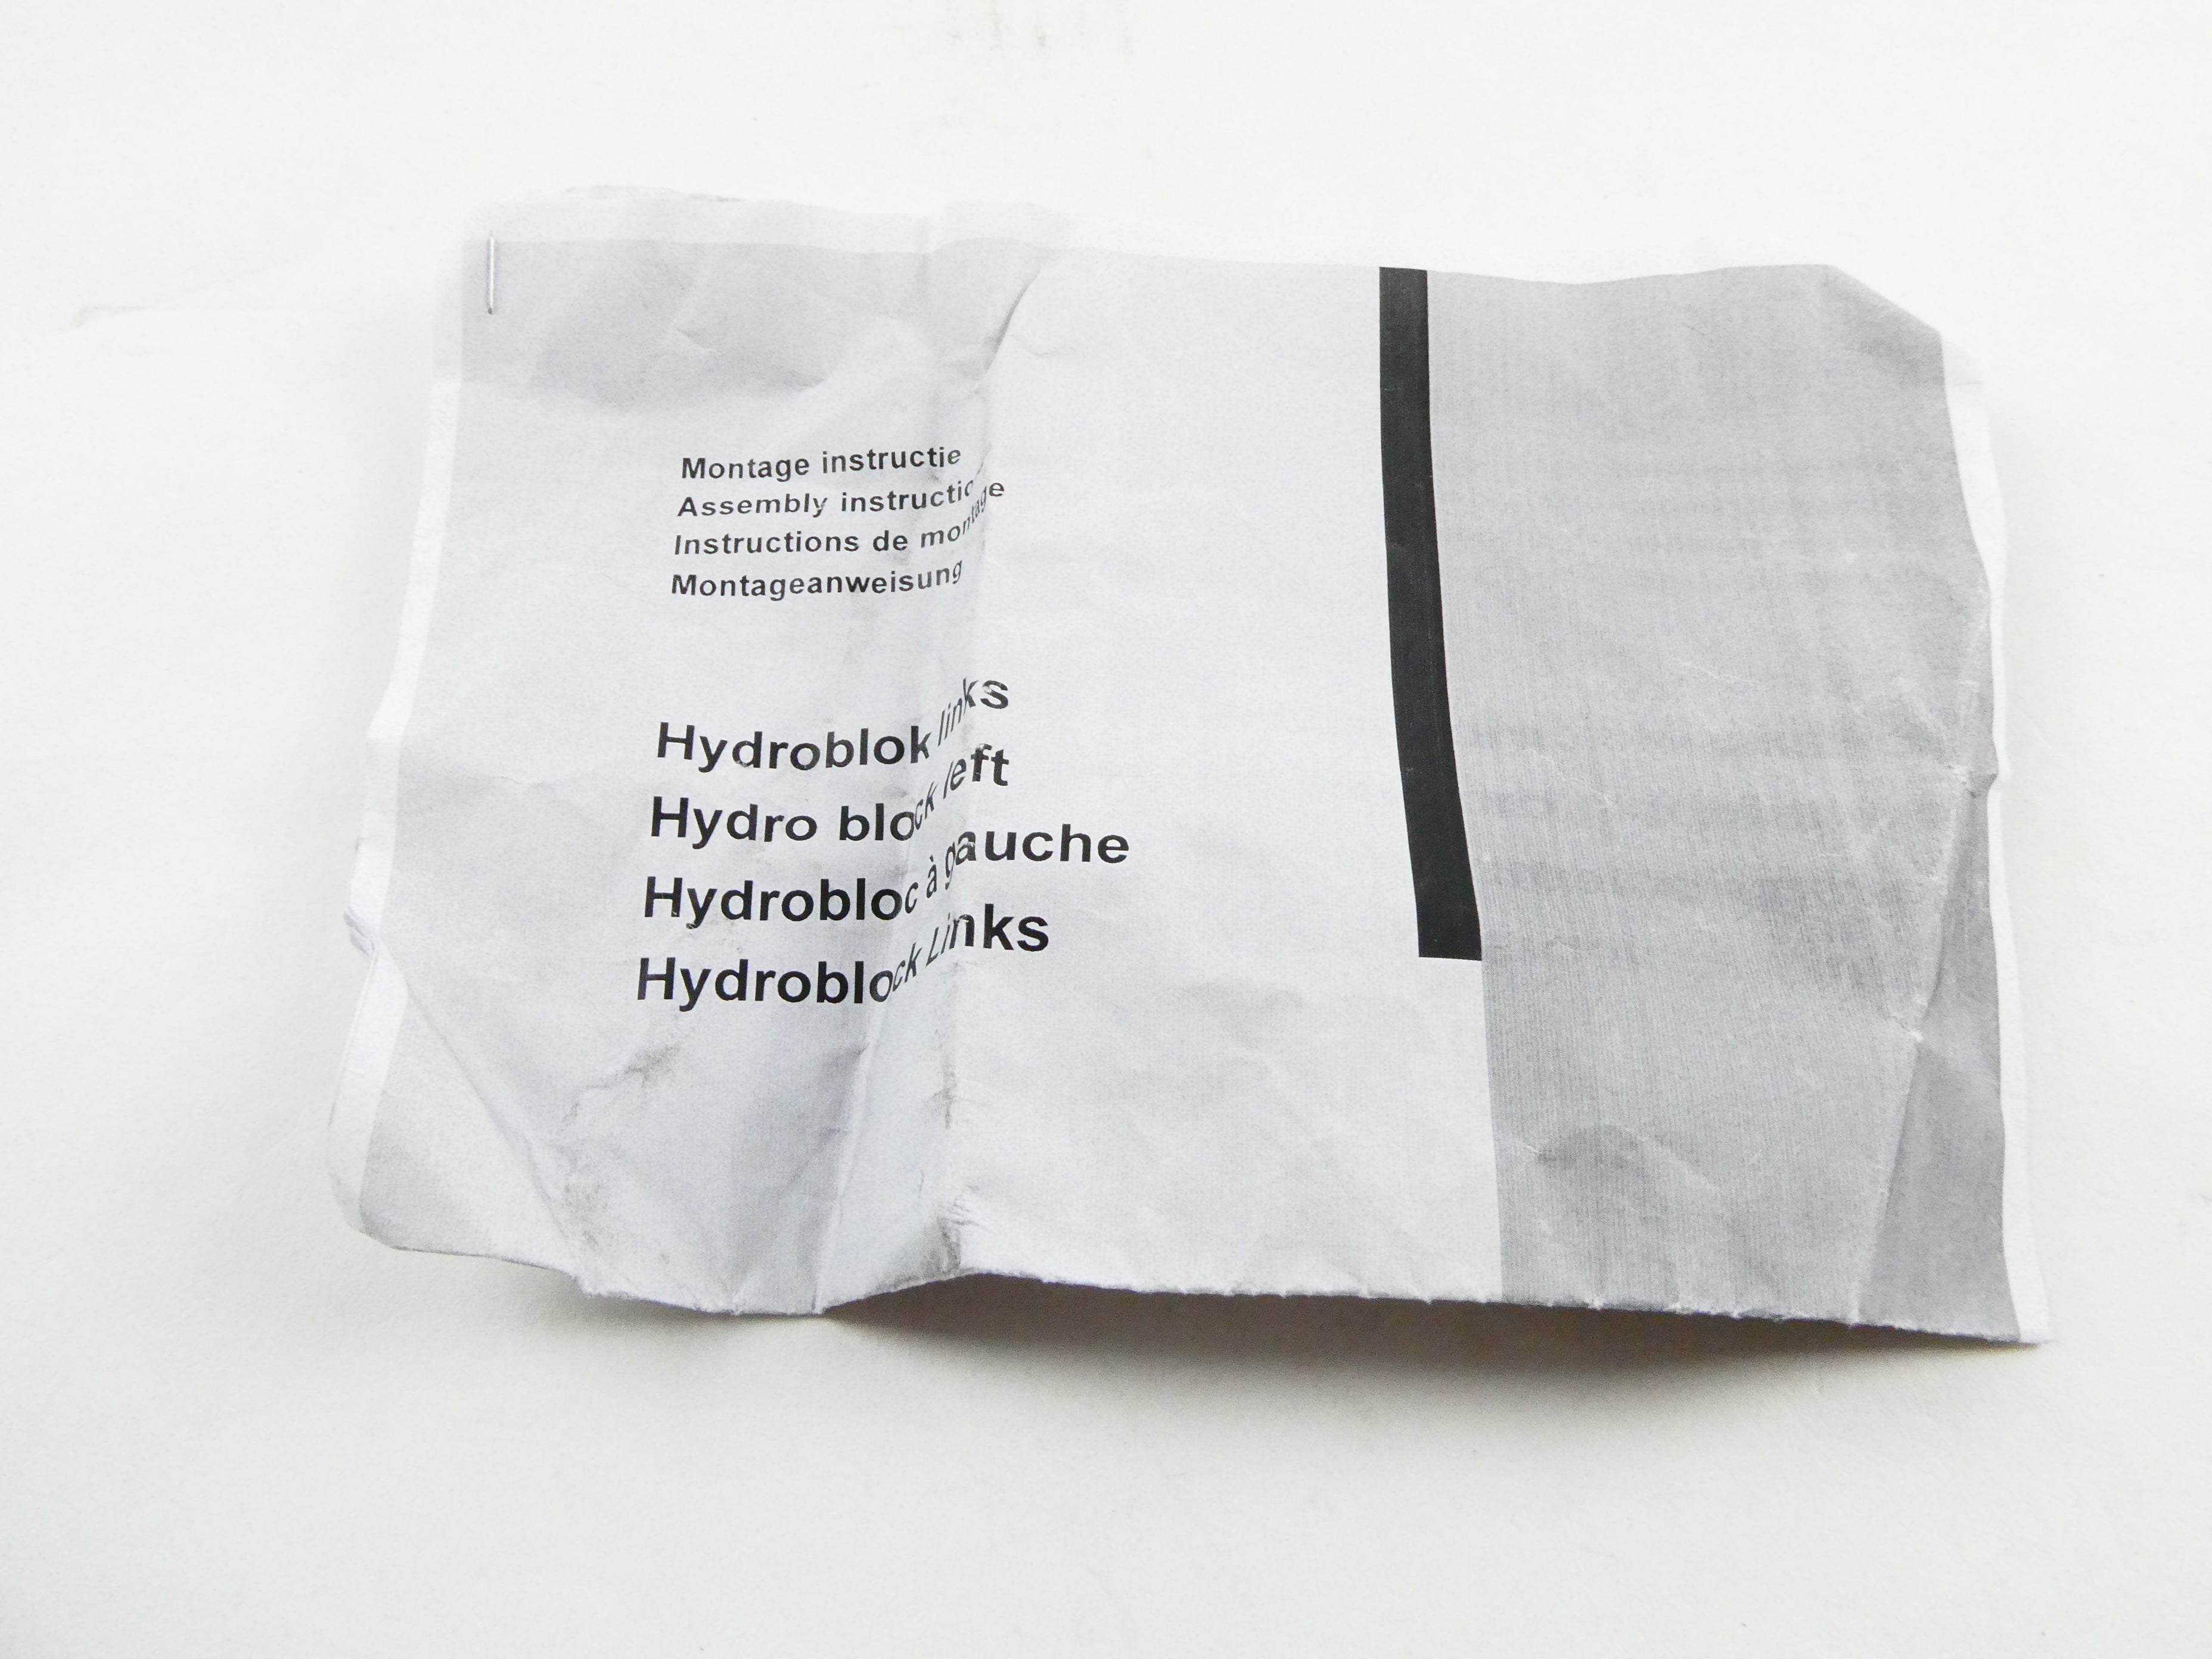 Montage instructie
Assembly instructio
Instructions de montage
Montageanweisung
Hydroblok links
Hydro block left
Hydrobloc à gauche
Hydroblock Links